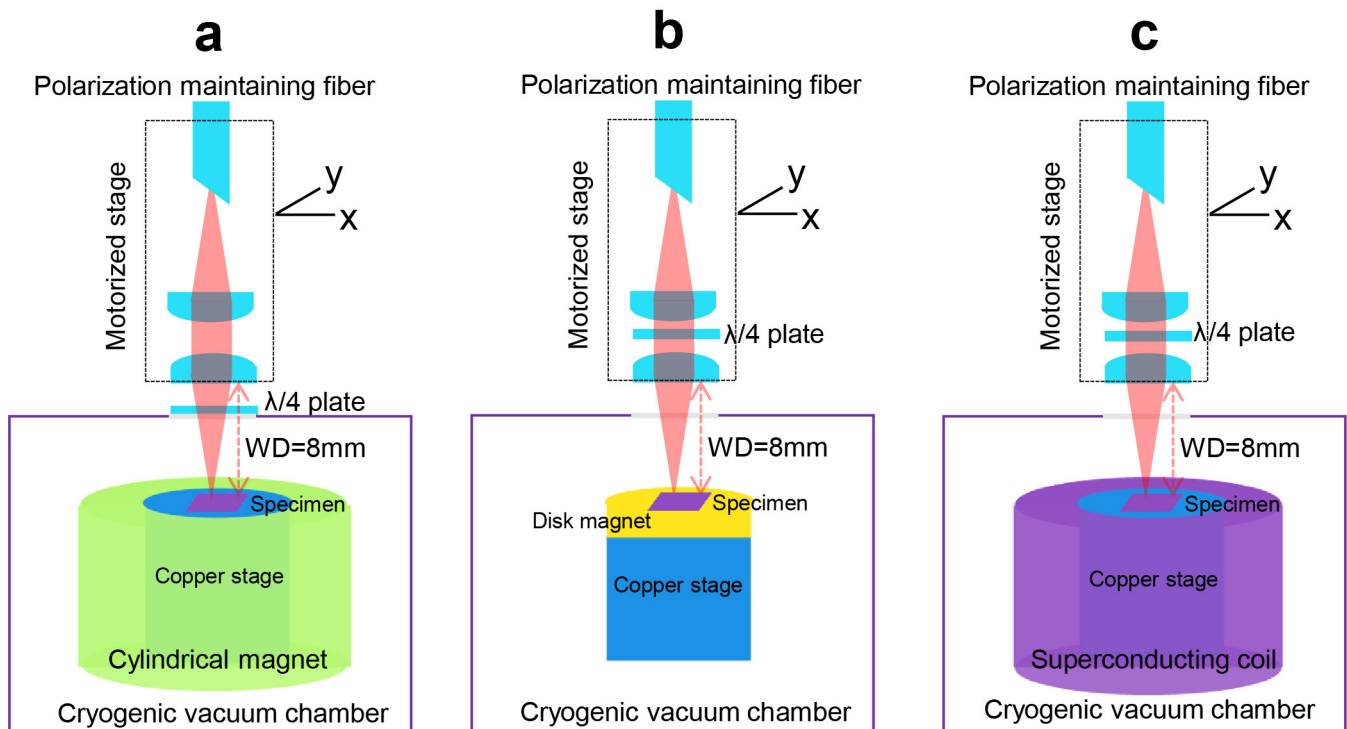 a
Polarization maintaining fiber
Motorized stage
y
x
λ/4 plate
WD=8mm
Specimen
Copper stage
Cylindrical magnet
Cryogenic vacuum chamber
b
Polarization maintaining fiber
Motorized stage
y
x
λ/4 plate
WD=8mm
Specimen
Disk magnet
Copper stage
Cryogenic vacuum chamber
c
Polarization maintaining fiber
Motorized stage
y
x
λ/4 plate
WD=8mm
Specimen
Copper stage
Superconducting coil
Cryogenic vacuum chamber